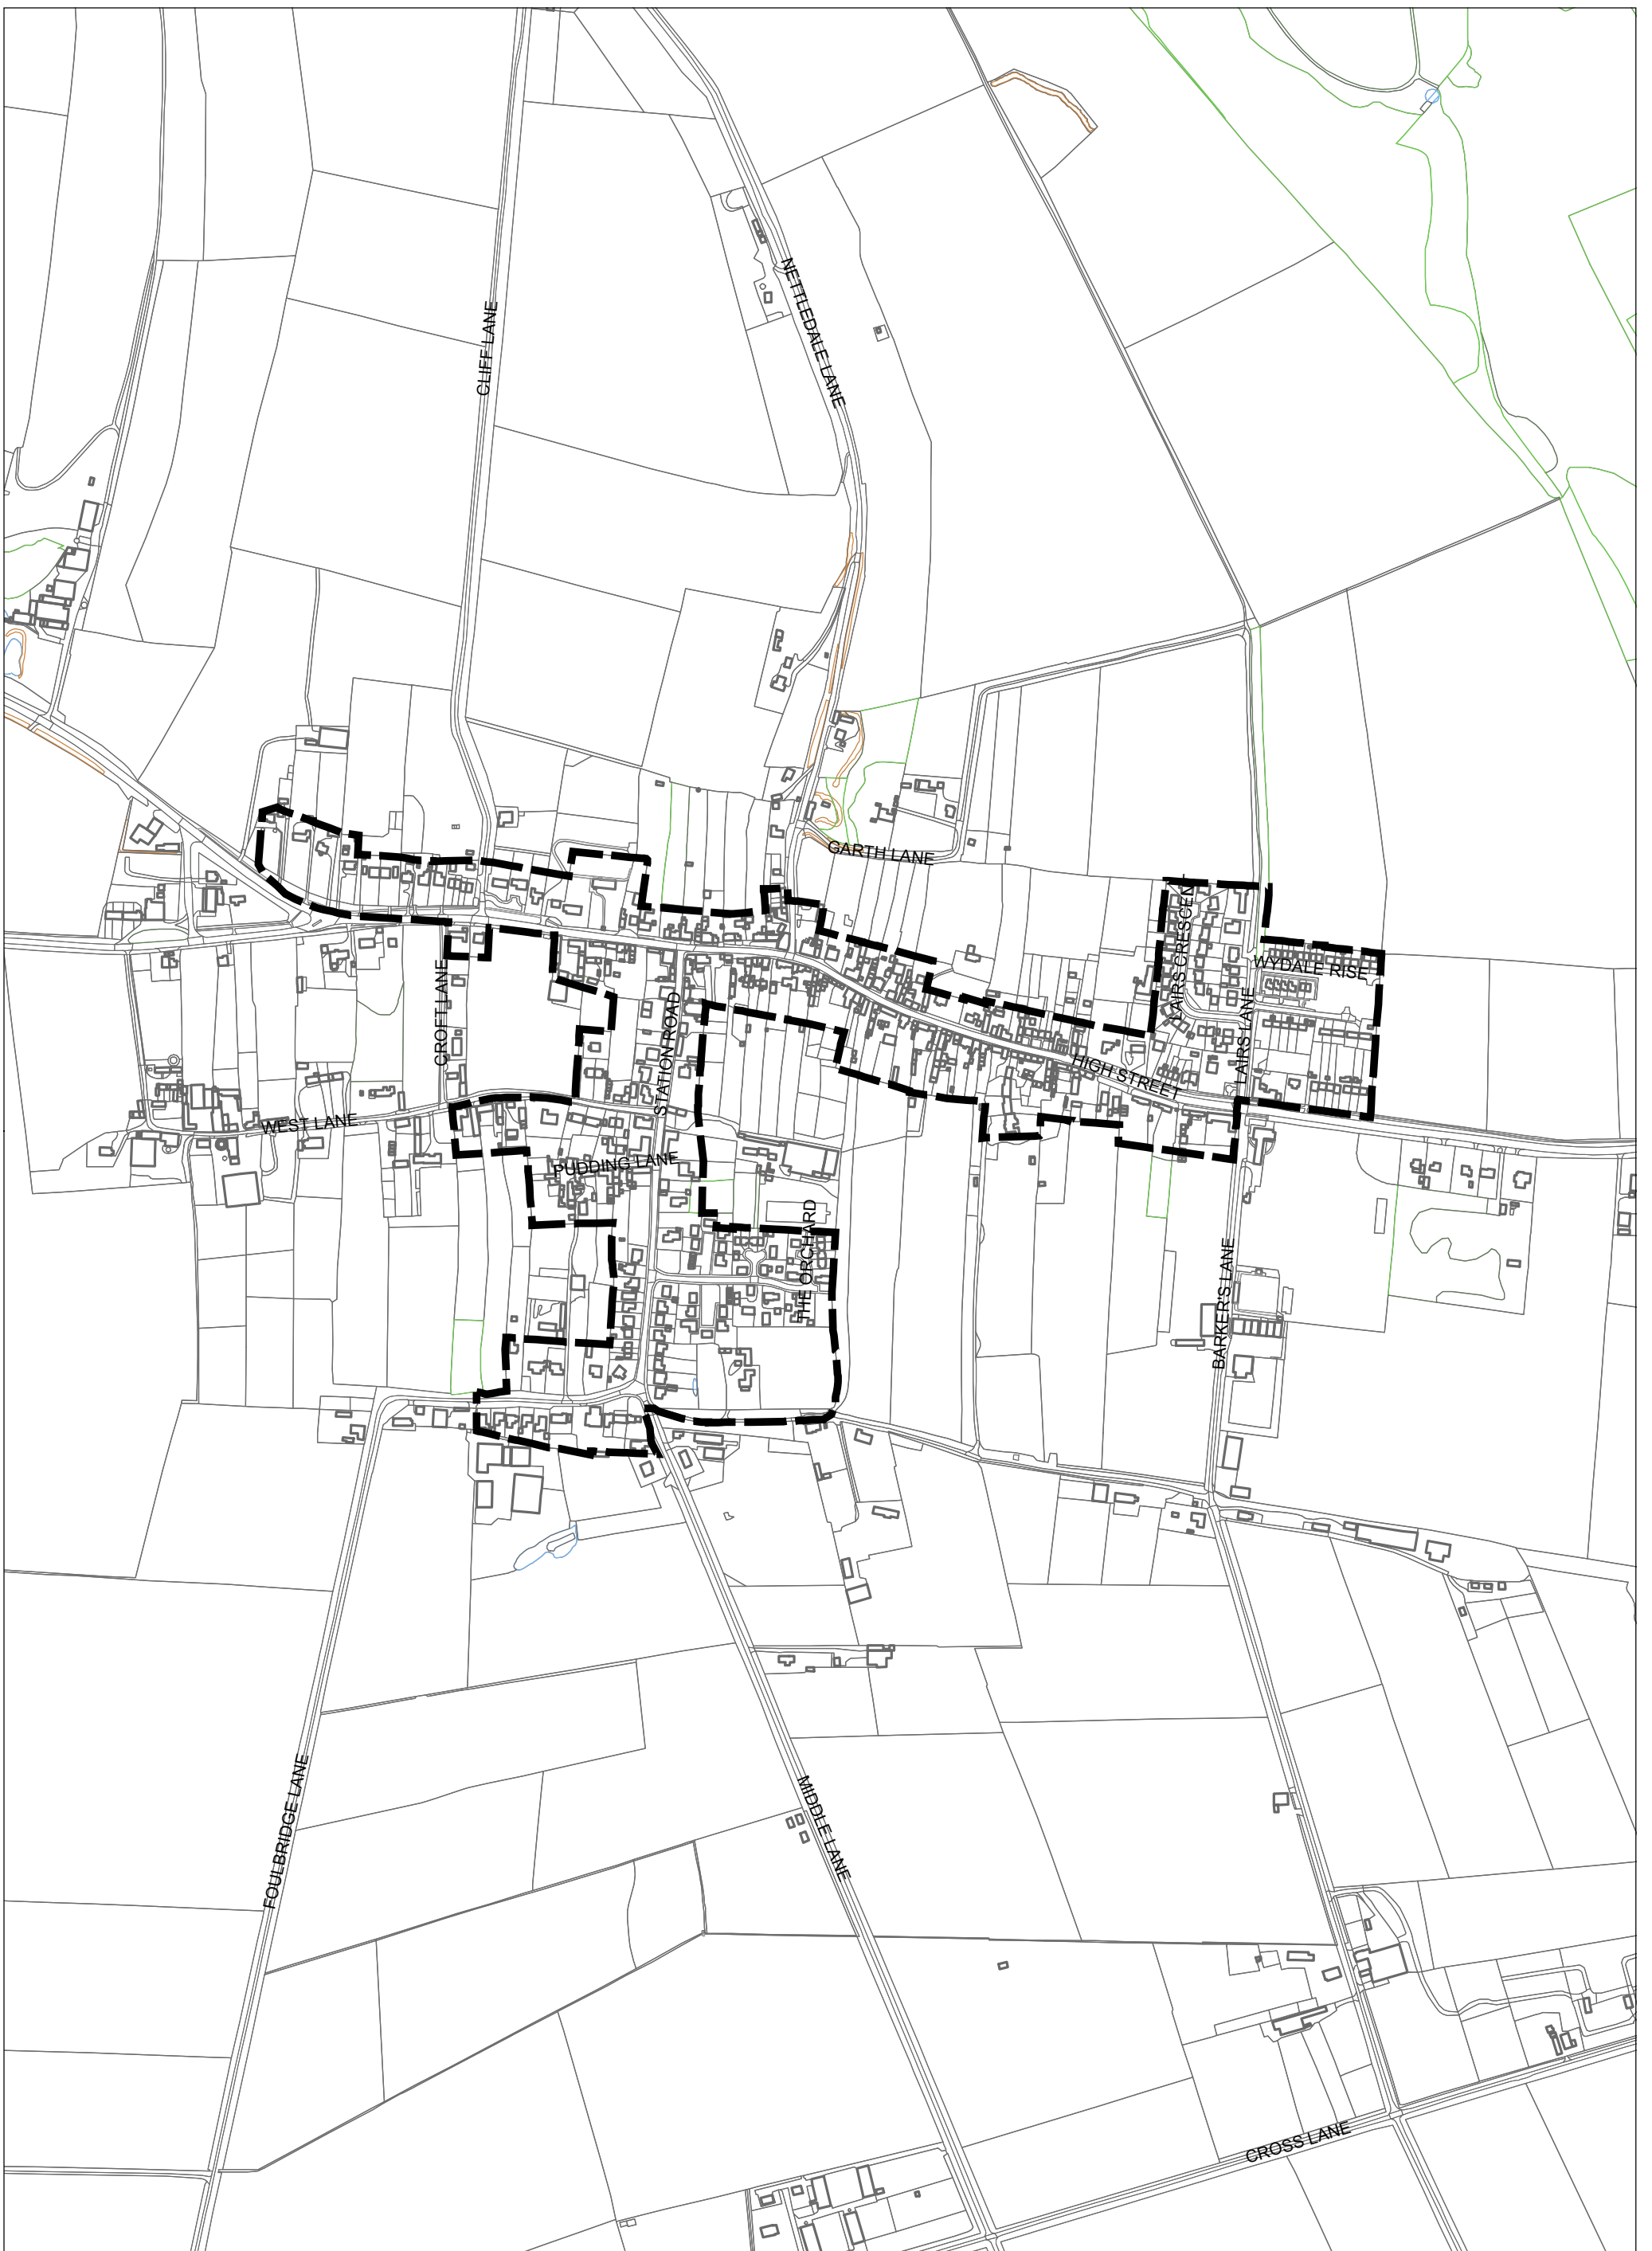 NETTLEDALE LANE
CLIFF LANE
GARTH LANE
LAIRS CRESCENT
WYDALE RISE
CROFT LANE
STATION ROAD
LAIRS LANE
HIGH STREET
WEST LANE
PUDDING LANE
THE ORCHARD
BARKER'S LANE
FOULBRIDGE LANE
MIDDLE LANE
CROSS LANE